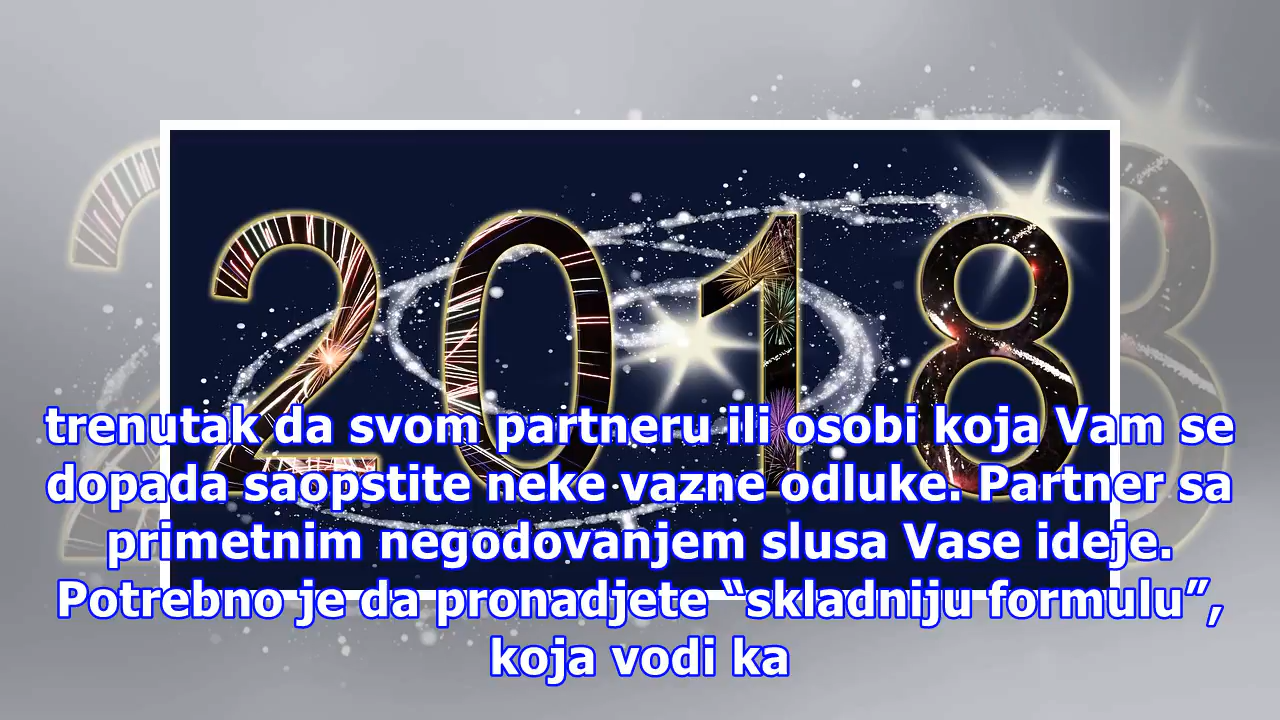 2018
trenutak da svom partneru ili osobi koja Vam se
dopada saopstite neke vazne odluke. Partner sa
primetnim negodovanjem slusa Vase ideje.
Potrebno je da pronadjete “skladniju formulu”,
koja vodi ka